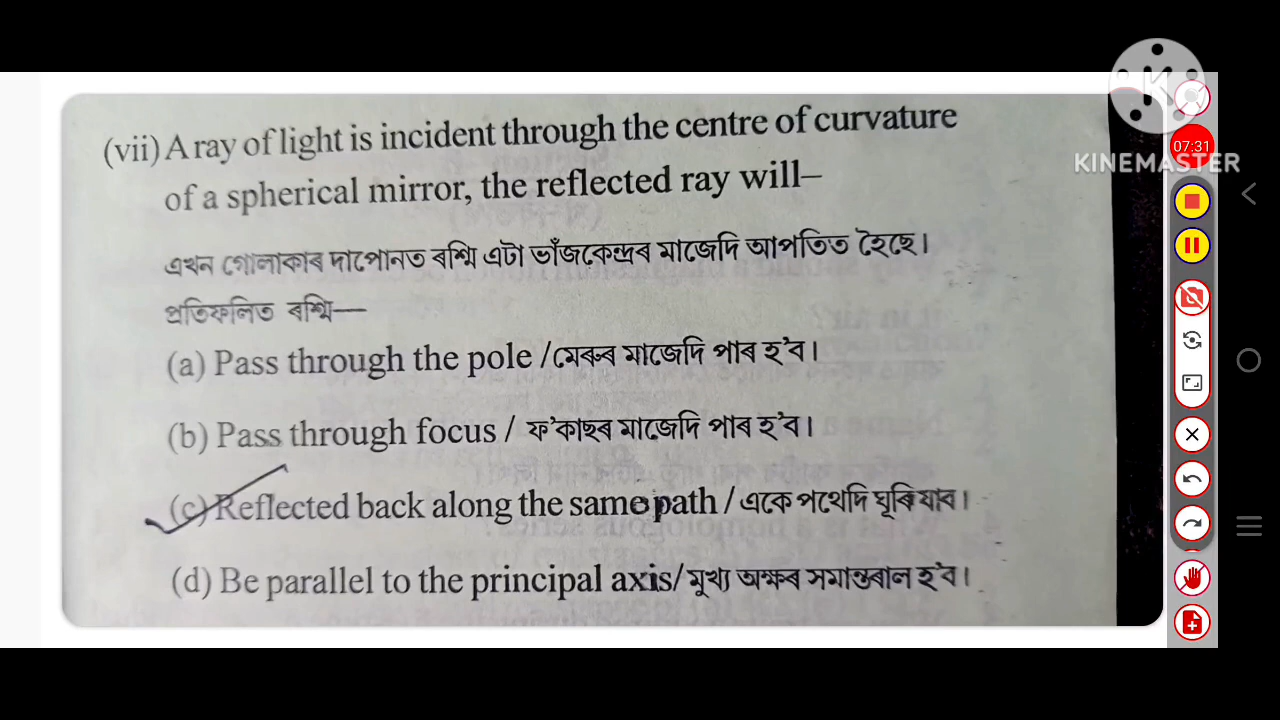 (vii) A ray of light is incident through the centre of curvature
of a spherical mirror, the reflected ray will–
এখন গোলাকাৰ দাপোনত ৰশ্মি এটা ভাঁজকেন্দ্ৰৰ মাজেদি আপতিত হৈছে।
প্ৰতিফলিত ৰশ্মি—
(a) Pass through the pole /মেৰুৰ মাজেদি পাৰ হ'ব।
(b) Pass through focus / ফ'কাছৰ মাজেদি পাৰ হ'ব।
(c) Reflected back along the same path / একে পথেদি ঘূৰি যাব।
(d) Be parallel to the principal axis/মুখ্য অক্ষৰ সমান্তৰাল হ'ব।
07:31
KINEMASTER